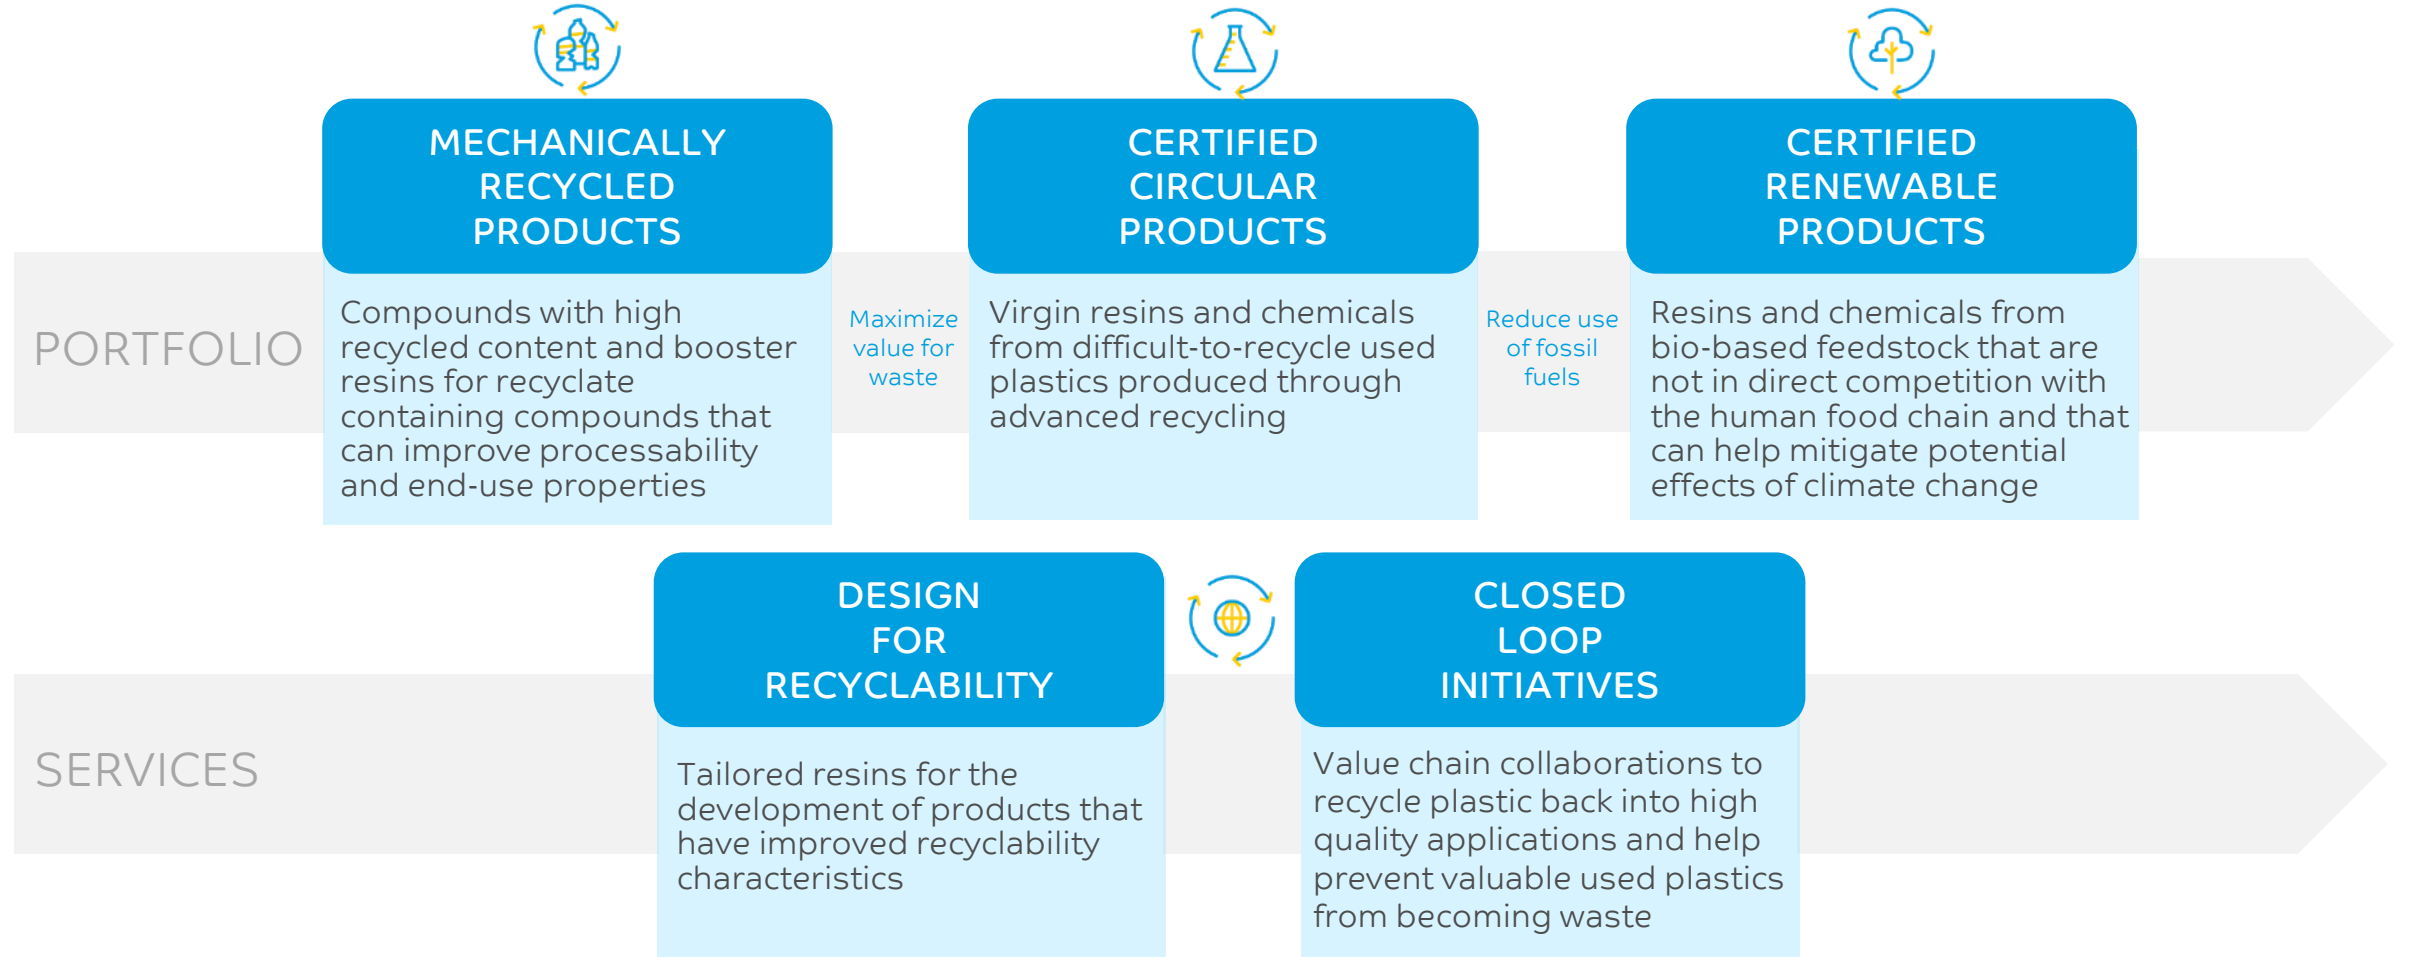 MECHANICALLY
RECYCLED
PRODUCTS
CERTIFIED
CIRCULAR
PRODUCTS
CERTIFIED
RENEWABLE
PRODUCTS
PORTFOLIO
Compounds with high
recycled content and booster
resins for recyclate
containing compounds that
can improve processability
and end-use properties
Maximize
value for
waste
Virgin resins and chemicals
from difficult-to-recycle used
plastics produced through
advanced recycling
Reduce use
of fossil
fuels
Resins and chemicals from
bio-based feedstock that are
not in direct competition with
the human food chain and that
can help mitigate potential
effects of climate change
DESIGN
FOR
RECYCLABILITY
CLOSED
LOOP
INITIATIVES
SERVICES
Tailored resins for the
development of products that
have improved recyclability
characteristics
Value chain collaborations to
recycle plastic back into high
quality applications and help
prevent valuable used plastics
from becoming waste